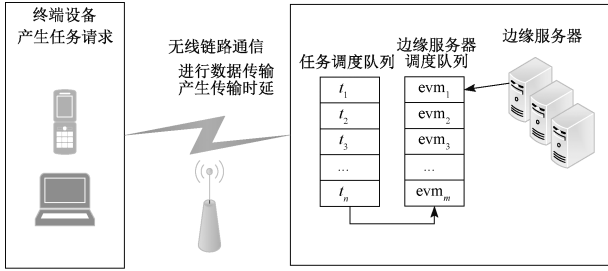 终端设备
产生任务请求
无线链路通信
进行数据传输
产生传输时延
任务调度队列
t1
t2
t3
...
tn
边缘服务器
调度队列
evm1
evm2
evm3
...
evmm
边缘服务器